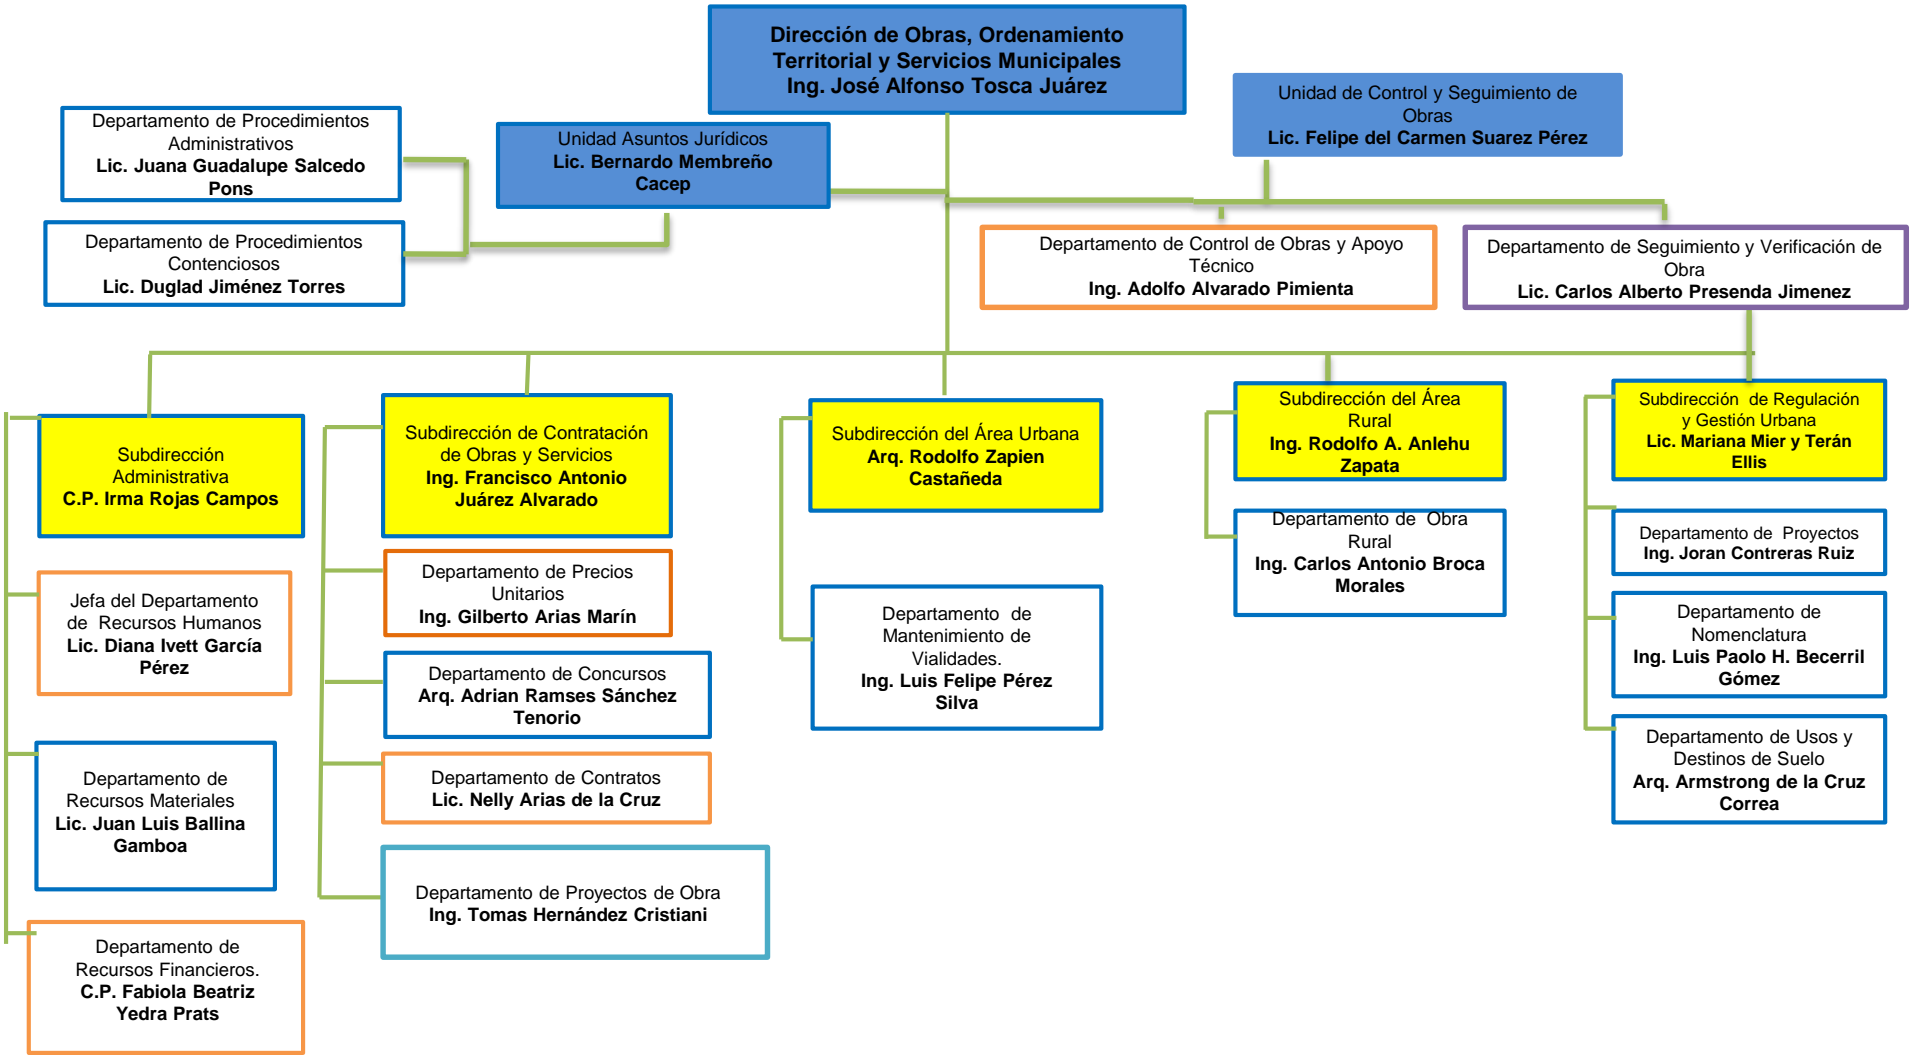 Dirección de Obras, Ordenamiento
Territorial y Servicios Municipales
Ing. José Alfonso Tosca Juárez
Unidad de Control y Seguimiento de
Obras
Lic. Felipe del Carmen Suarez Pérez
Departamento de Procedimientos
Administrativos
Lic. Juana Guadalupe Salcedo
Pons
Unidad Asuntos Jurídicos
Lic. Bernardo Membreño
Cacep
Departamento de Procedimientos
Contenciosos
Lic. Duglad Jiménez Torres
Departamento de Control de Obras y Apoyo
Técnico
Ing. Adolfo Alvarado Pimienta
Departamento de Seguimiento y Verificación de
Obra
Lic. Carlos Alberto Presenda Jimenez
Subdirección
Administrativa
C.P. Irma Rojas Campos
Subdirección de Contratación
de Obras y Servicios
Ing. Francisco Antonio
Juárez Alvarado
Subdirección del Área Urbana
Arq. Rodolfo Zapien
Castañeda
Subdirección del Área
Rural
Ing. Rodolfo A. Anlehu
Zapata
Subdirección de Regulación
y Gestión Urbana
Lic. Mariana Mier y Terán
Ellis
Jefa del Departamento
de Recursos Humanos
Lic. Diana Ivett García
Pérez
Departamento de
Recursos Materiales
Lic. Juan Luis Ballina
Gamboa
Departamento de
Recursos Financieros.
C.P. Fabiola Beatriz
Yedra Prats
Departamento de Precios
Unitarios
Ing. Gilberto Arias Marín
Departamento de Concursos
Arq. Adrian Ramses Sánchez
Tenorio
Departamento de Contratos
Lic. Nelly Arias de la Cruz
Departamento de Proyectos de Obra
Ing. Tomas Hernández Cristiani
Departamento de
Mantenimiento de
Vialidades.
Ing. Luis Felipe Pérez
Silva
Departamento de Obra
Rural
Ing. Carlos Antonio Broca
Morales
Departamento de Proyectos
Ing. Joran Contreras Ruiz
Departamento de
Nomenclatura
Ing. Luis Paolo H. Becerril
Gómez
Departamento de Usos y
Destinos de Suelo
Arq. Armstrong de la Cruz
Correa